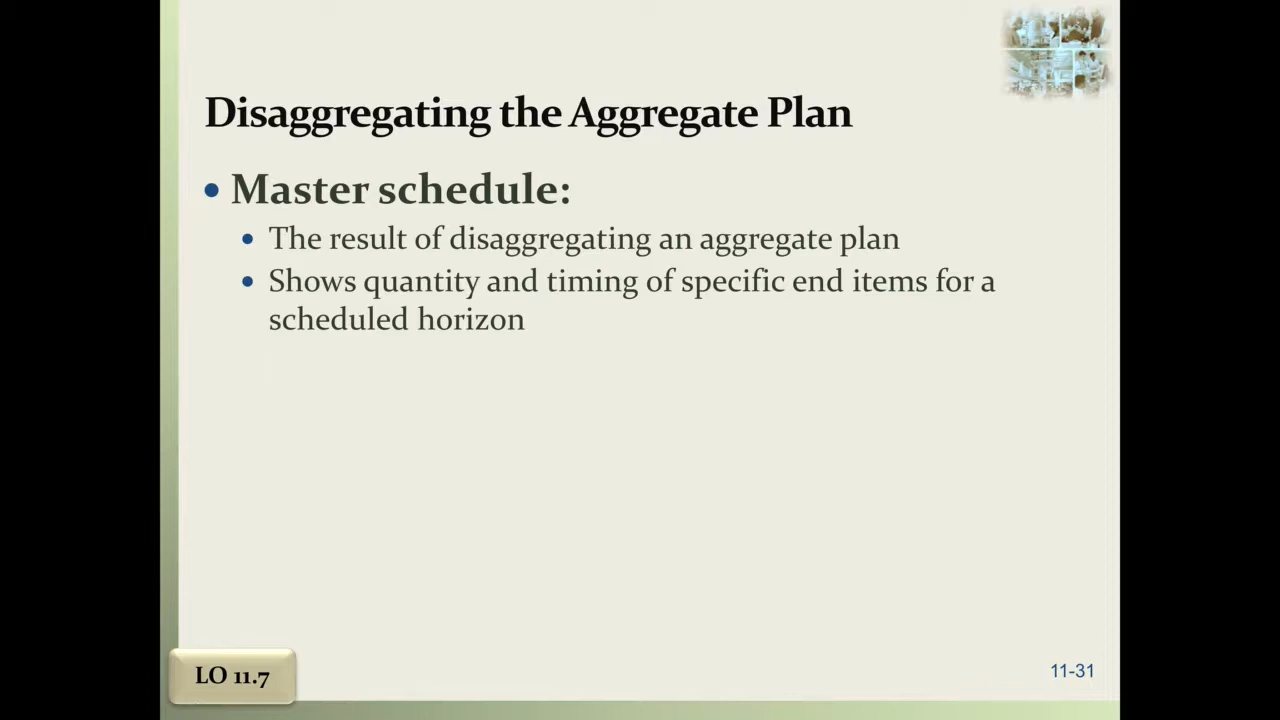 Disaggregating the Aggregate Plan
• Master schedule:
• The result of disaggregating an aggregate plan
• Shows quantity and timing of specific end items for a
scheduled horizon
LO 11.7
11-31